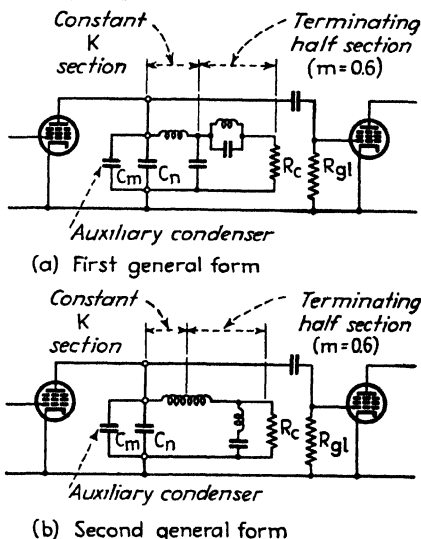 Constant
K
section
Terminating
half section
(m=0.6)
Cm
Cn
Rc
Rgl
Auxiliary condenser
(a) First general form
Constant
K
section
Terminating
half section
(m=0.6)
Cm
Cn
Rc
Rgl
Auxiliary condenser
(b) Second general form